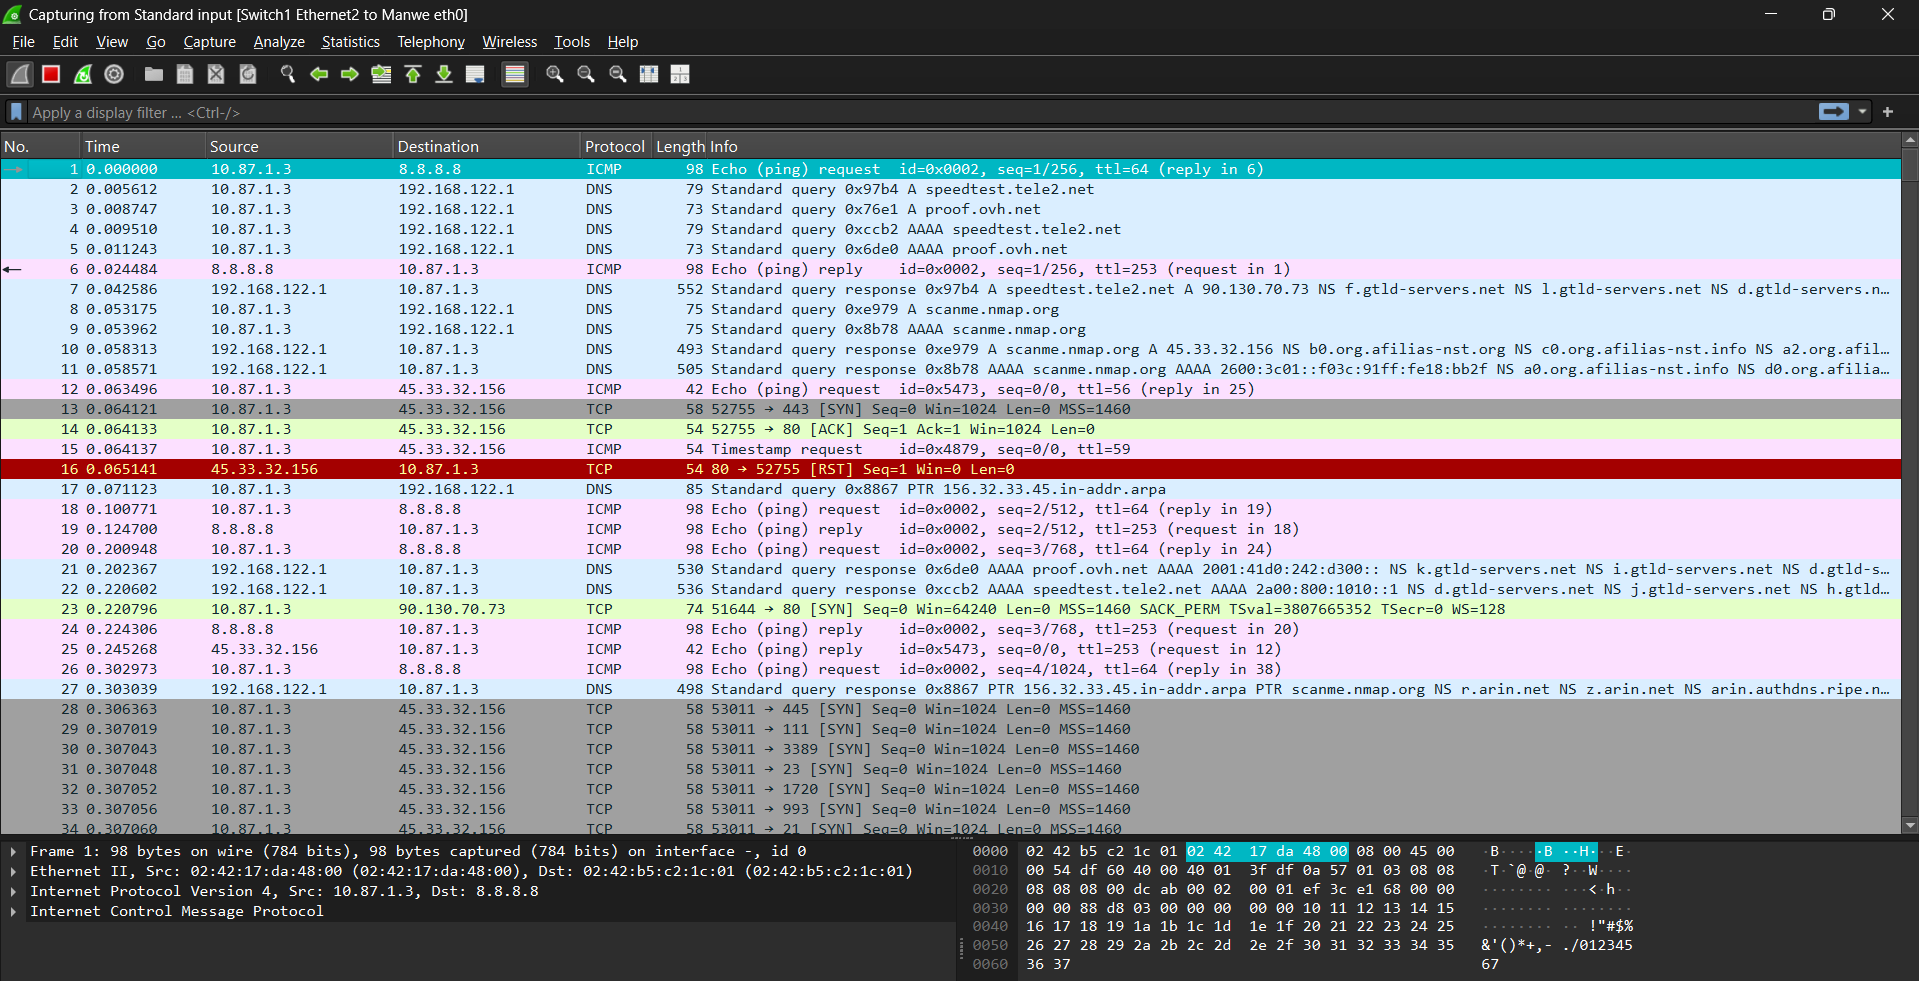 Capturing from Standard input [Switch1 Ethernet2 to Manwe eth0]
File Edit View Go Capture Analyze Statistics Telephony Wireless Tools Help
Apply a display filter ... <Ctrl-/>
No. Time Source Destination Protocol Length Info
1 0.000000 10.87.1.3 8.8.8.8 ICMP 98 Echo (ping) request id=0x0002, seq=1/256, ttl=64 (reply in 6)
2 0.005612 10.87.1.3 192.168.122.1 DNS 79 Standard query 0x97b4 A speedtest.tele2.net
3 0.008747 10.87.1.3 192.168.122.1 DNS 73 Standard query 0x76e1 A proof.ovh.net
4 0.009510 10.87.1.3 192.168.122.1 DNS 79 Standard query 0xccb2 AAAA speedtest.tele2.net
5 0.011243 10.87.1.3 192.168.122.1 DNS 73 Standard query 0x6de0 AAAA proof.ovh.net
6 0.024484 8.8.8.8 10.87.1.3 ICMP 98 Echo (ping) reply id=0x0002, seq=1/256, ttl=253 (request in 1)
7 0.042586 192.168.122.1 10.87.1.3 DNS 552 Standard query response 0x97b4 A speedtest.tele2.net A 90.130.70.73 NS f.gtld-servers.net NS l.gtld-servers.net NS d.gtld-servers.n…
8 0.053175 10.87.1.3 192.168.122.1 DNS 75 Standard query 0xe979 A scanme.nmap.org
9 0.053962 10.87.1.3 192.168.122.1 DNS 75 Standard query 0x8b78 AAAA scanme.nmap.org
10 0.058313 192.168.122.1 10.87.1.3 DNS 493 Standard query response 0xe979 A scanme.nmap.org A 45.33.32.156 NS b0.org.afilias-nst.org NS c0.org.afilias-nst.info NS a2.org.afil…
11 0.058571 192.168.122.1 10.87.1.3 DNS 505 Standard query response 0x8b78 AAAA scanme.nmap.org AAAA 2600:3c01::f03c:91ff:fe18:bb2f NS a0.org.afilias-nst.info NS d0.org.afilia…
12 0.063496 10.87.1.3 45.33.32.156 ICMP 42 Echo (ping) request id=0x5473, seq=0/0, ttl=56 (reply in 25)
13 0.064121 10.87.1.3 45.33.32.156 TCP 58 52755 → 443 [SYN] Seq=0 Win=1024 Len=0 MSS=1460
14 0.064133 10.87.1.3 45.33.32.156 TCP 54 52755 → 80 [ACK] Seq=1 Ack=1 Win=1024 Len=0
15 0.064137 10.87.1.3 45.33.32.156 ICMP 54 Timestamp request id=0x4879, seq=0/0, ttl=59
16 0.065141 45.33.32.156 10.87.1.3 TCP 54 80 → 52755 [RST] Seq=1 Win=0 Len=0
17 0.071123 10.87.1.3 192.168.122.1 DNS 85 Standard query 0x8867 PTR 156.32.33.45.in-addr.arpa
18 0.100771 10.87.1.3 8.8.8.8 ICMP 98 Echo (ping) request id=0x0002, seq=2/512, ttl=64 (reply in 19)
19 0.124700 8.8.8.8 10.87.1.3 ICMP 98 Echo (ping) reply id=0x0002, seq=2/512, ttl=253 (request in 18)
20 0.200948 10.87.1.3 8.8.8.8 ICMP 98 Echo (ping) request id=0x0002, seq=3/768, ttl=64 (reply in 24)
21 0.202367 192.168.122.1 10.87.1.3 DNS 530 Standard query response 0x6de0 AAAA proof.ovh.net AAAA 2001:41d0:242:d300:: NS k.gtld-servers.net NS i.gtld-servers.net NS d.gtld-s…
22 0.220602 192.168.122.1 10.87.1.3 DNS 536 Standard query response 0xccb2 AAAA speedtest.tele2.net AAAA 2a00:800:1010::1 NS d.gtld-servers.net NS j.gtld-servers.net NS h.gtld…
23 0.220796 10.87.1.3 90.130.70.73 TCP 74 51644 → 80 [SYN] Seq=0 Win=64240 Len=0 MSS=1460 SACK_PERM TSval=3807665352 TSecr=0 WS=128
24 0.224306 8.8.8.8 10.87.1.3 ICMP 98 Echo (ping) reply id=0x0002, seq=3/768, ttl=253 (request in 20)
25 0.245268 45.33.32.156 10.87.1.3 ICMP 42 Echo (ping) reply id=0x5473, seq=0/0, ttl=253 (request in 12)
26 0.302973 10.87.1.3 8.8.8.8 ICMP 98 Echo (ping) request id=0x0002, seq=4/1024, ttl=64 (reply in 38)
27 0.303039 192.168.122.1 10.87.1.3 DNS 498 Standard query response 0x8867 PTR 156.32.33.45.in-addr.arpa PTR scanme.nmap.org NS r.arin.net NS z.arin.net NS arin.authdns.ripe.n…
28 0.306363 10.87.1.3 45.33.32.156 TCP 58 53011 → 445 [SYN] Seq=0 Win=1024 Len=0 MSS=1460
29 0.307019 10.87.1.3 45.33.32.156 TCP 58 53011 → 111 [SYN] Seq=0 Win=1024 Len=0 MSS=1460
30 0.307043 10.87.1.3 45.33.32.156 TCP 58 53011 → 3389 [SYN] Seq=0 Win=1024 Len=0 MSS=1460
31 0.307048 10.87.1.3 45.33.32.156 TCP 58 53011 → 23 [SYN] Seq=0 Win=1024 Len=0 MSS=1460
32 0.307052 10.87.1.3 45.33.32.156 TCP 58 53011 → 1720 [SYN] Seq=0 Win=1024 Len=0 MSS=1460
33 0.307056 10.87.1.3 45.33.32.156 TCP 58 53011 → 993 [SYN] Seq=0 Win=1024 Len=0 MSS=1460
34 0.307060 10.87.1.3 45.33.32.156 TCP 58 53011 → 21 [SYN] Seq=0 Win=1024 Len=0 MSS=1460
Frame 1: 98 bytes on wire (784 bits), 98 bytes captured (784 bits) on interface -, id 0
Ethernet II, Src: 02:42:17:da:48:00 (02:42:17:da:48:00), Dst: 02:42:b5:c2:1c:01 (02:42:b5:c2:1c:01)
Internet Protocol Version 4, Src: 10.87.1.3, Dst: 8.8.8.8
Internet Control Message Protocol
0000 02 42 b5 c2 1c 01 02 42 17 da 48 00 08 00 45 00 ·B·····B ··H···E·
0010 00 54 df 60 40 00 40 01 3f df 0a 57 01 03 08 08 ·T·`@·@· ?··W····
0020 08 08 08 00 dc ab 00 02 00 01 ef 3c e1 68 00 00 ········ ···<·h··
0030 00 00 88 d8 03 00 00 00 00 00 10 11 12 13 14 15 ········ ········
0040 16 17 18 19 1a 1b 1c 1d 1e 1f 20 21 22 23 24 25 ········ ·· !"#$%
0050 26 27 28 29 2a 2b 2c 2d 2e 2f 30 31 32 33 34 35 &'()*+,- ./012345
0060 36 37 67